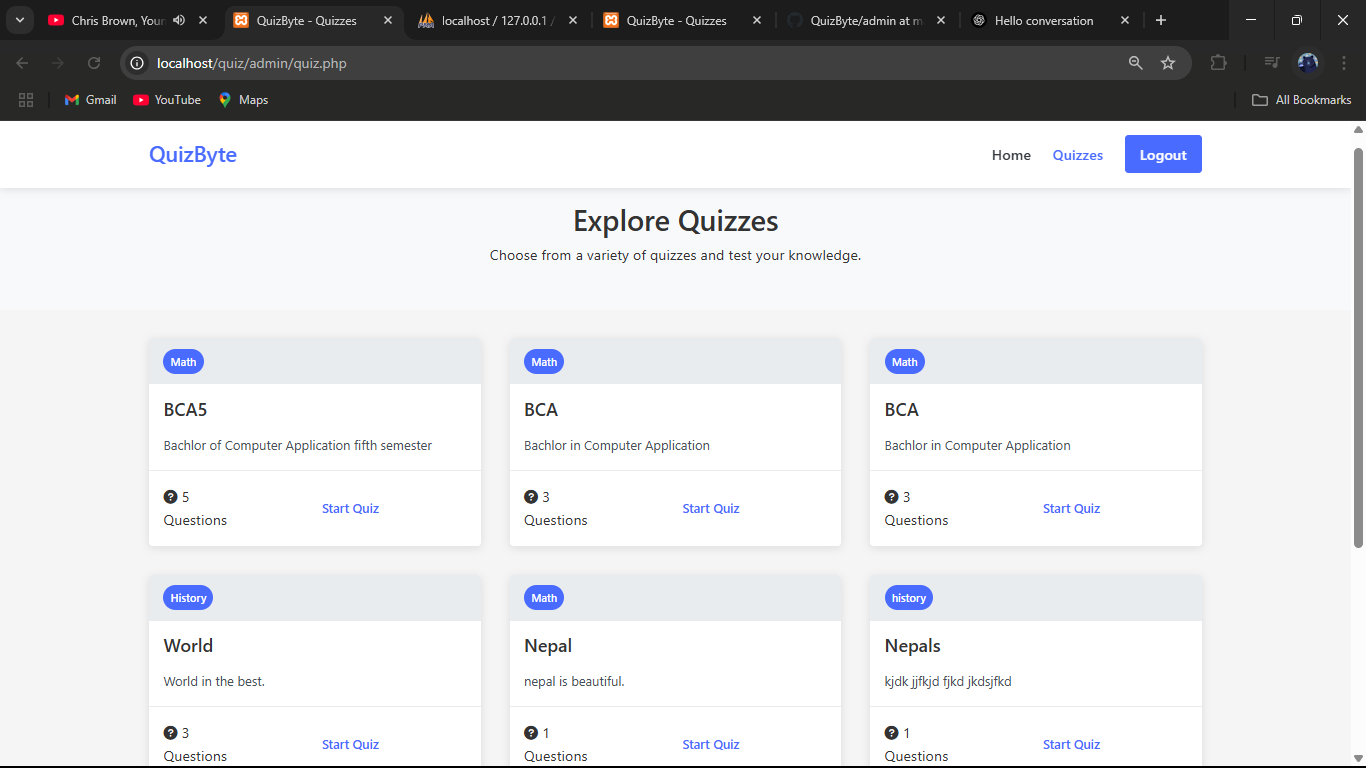 Chris Brown, Youn
QuizByte - Quizzes
localhost / 127.0.0.1 /
QuizByte - Quizzes
QuizByte/admin at m
Hello conversation
localhost/quiz/admin/quiz.php
Gmail
YouTube
Maps
All Bookmarks
QuizByte
Home
Quizzes
Logout
Explore Quizzes
Choose from a variety of quizzes and test your knowledge.
Math
BCA5
Bachlor of Computer Application fifth semester
5
Questions
Start Quiz
Math
BCA
Bachlor in Computer Application
3
Questions
Start Quiz
Math
BCA
Bachlor in Computer Application
3
Questions
Start Quiz
History
World
World in the best.
3
Questions
Start Quiz
Math
Nepal
nepal is beautiful.
1
Questions
Start Quiz
history
Nepals
kjdk jjfkjd fjkd jkdsjfkd
1
Questions
Start Quiz